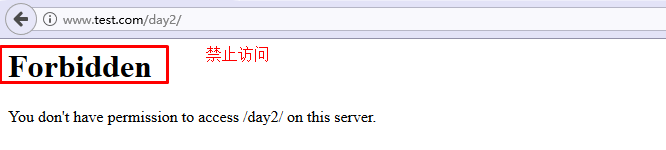 www.test.com/day2/
Forbidden 禁止访问
You don't have permission to access /day2/ on this server.